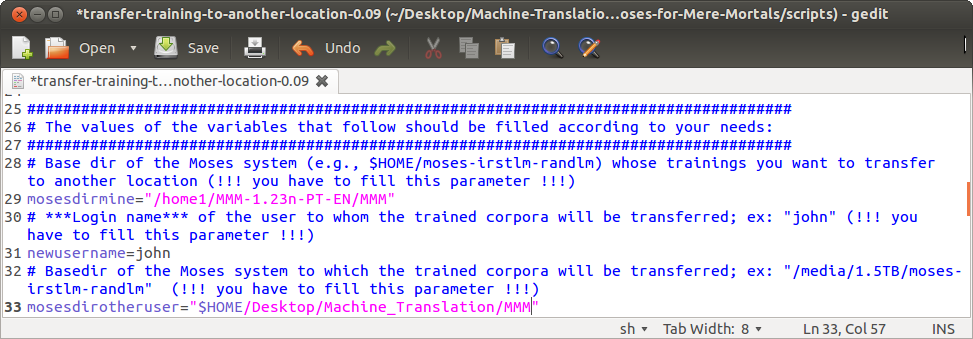 *transfer-training-to-another-location-0.09 (~/Desktop/Machine-Translatio...oses-for-Mere-Mortals/scripts) - gedit
Open Save Undo
*transfer-training-t...nother-location-0.09
25 #####################################################################################
26 # The values of the variables that follow should be filled according to your needs:
27 #####################################################################################
28 # Base dir of the Moses system (e.g., $HOME/moses-irstlm-randlm) whose trainings you want to transfer
to another location (!!! you have to fill this parameter !!!)
29 mosesdirmine="/home1/MMM-1.23n-PT-EN/MMM"
30 # ***Login name*** of the user to whom the trained corpora will be transferred; ex: "john" (!!! you
have to fill this parameter !!!)
31 newusername=john
32 # Basedir of the Moses system to which the trained corpora will be transferred; ex: "/media/1.5TB/moses-
irstlm-randlm"  (!!! you have to fill this parameter !!!)
33 mosesdirotheruser="$HOME/Desktop/Machine_Translation/MMM"
sh Tab Width: 8 Ln 33, Col 57 INS